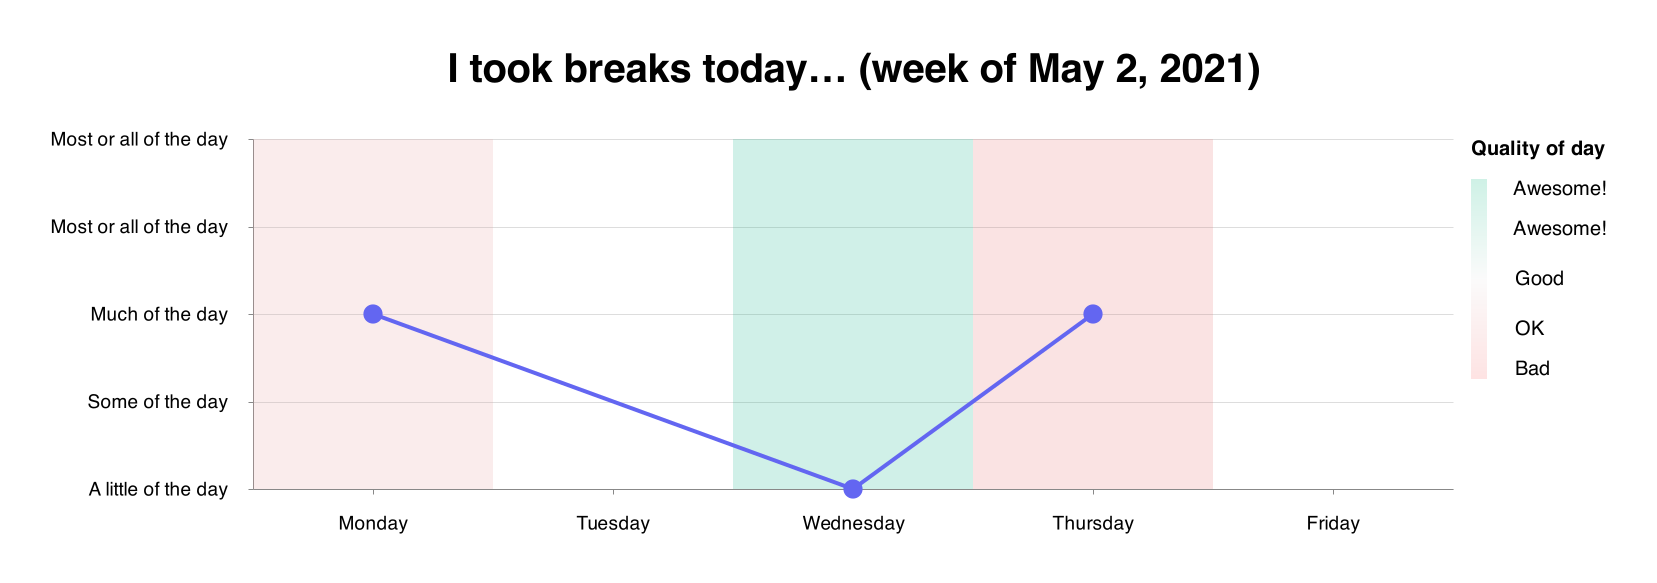 I took breaks today… (week of May 2, 2021)
Most or all of the day
Most or all of the day
Much of the day
Some of the day
A little of the day
Monday
Tuesday
Wednesday
Thursday
Friday
Quality of day
Awesome!
Awesome!
Good
OK
Bad